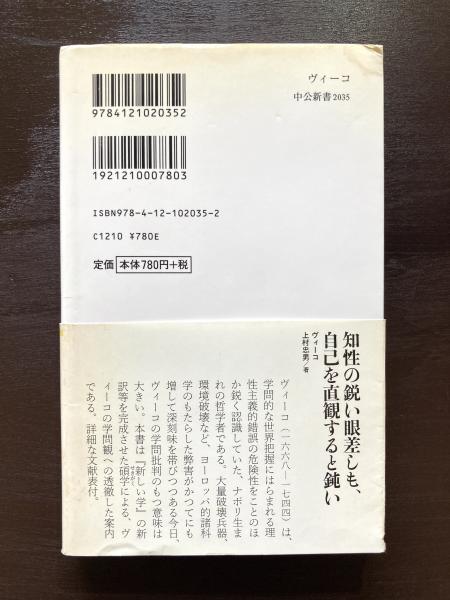 9784121020352
1921210007803
ISBN978-4-12-102035-2
C1210 ¥780E
定価 本体780円+税
ヴィーコ
中公新書2035
知性の鋭い眼差しも、
自己を直観すると鈍い
ヴィーコ
上村忠男/著
ヴィーコ(一六六八―一七四四)は、
学問的な世界把握にはらまれる理
性主義的錯誤の危険性をことのほ
か鋭く認識していた、ナポリ生ま
れの哲学者である。大量破壊兵器、
環境破壊など、ヨーロッパ的諸科
学のもたらした弊害がかつてにも
増して深刻味を帯びつつある今日、
ヴィーコの学問批判のもつ意味は
大きい。本書は『新しい学』の新
訳等を完成させた碩学による、ヴ
ィーコの学問観への透徹した案内
である。詳細な文献表付。